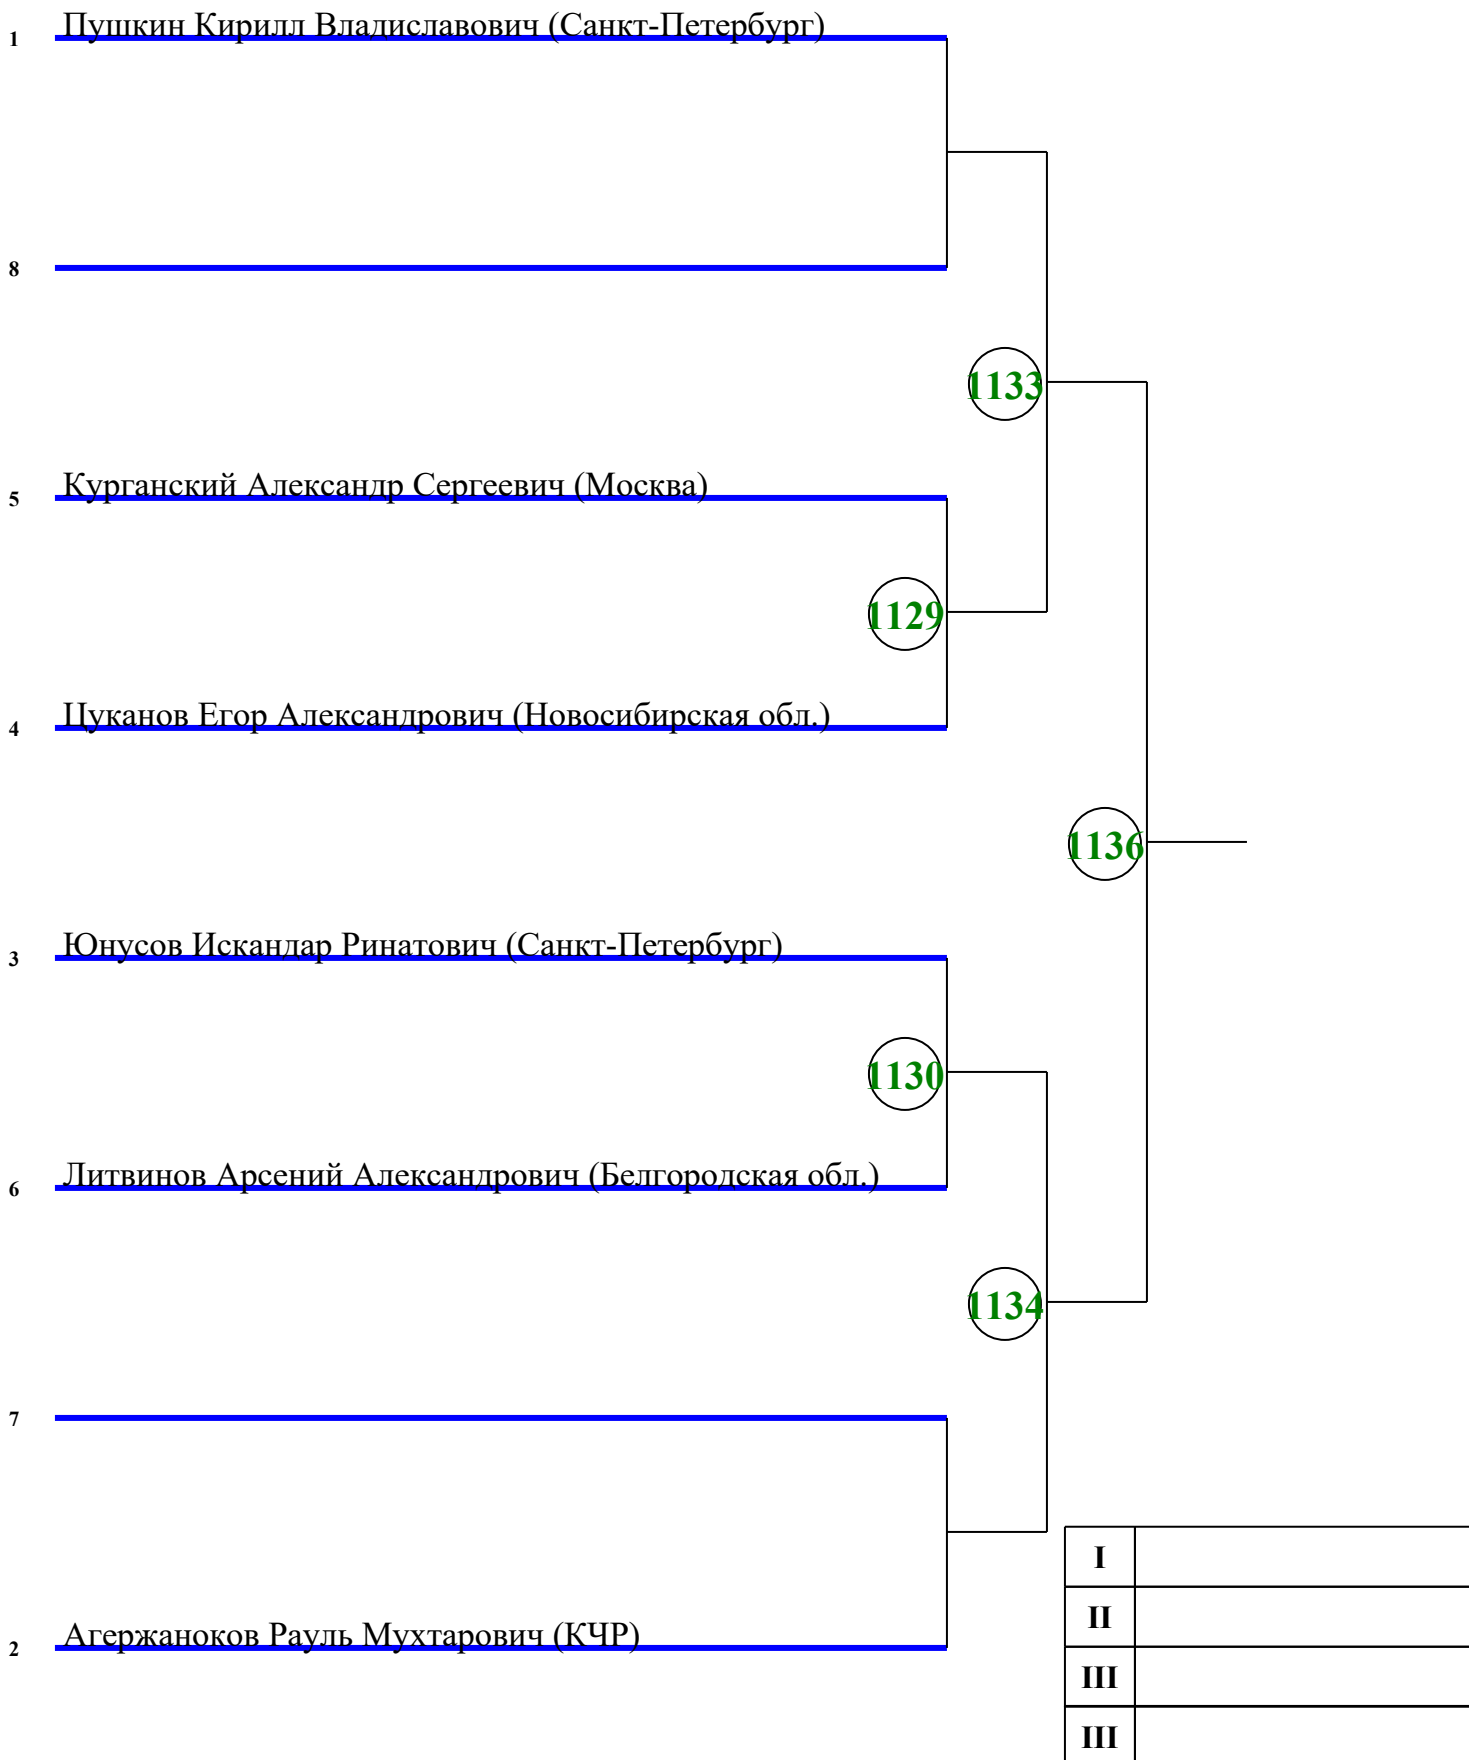 1 Пушкин Кирилл Владиславович (Санкт-Петербург)
8
1133
5 Курганский Александр Сергеевич (Москва)
1129
4 Цуканов Егор Александрович (Новосибирская обл.)
1136
3 Юнусов Искандар Ринатович (Санкт-Петербург)
1130
6 Литвинов Арсений Александрович (Белгородская обл.)
1134
7
2 Агержаноков Рауль Мухтарович (КЧР)
I
II
III
III